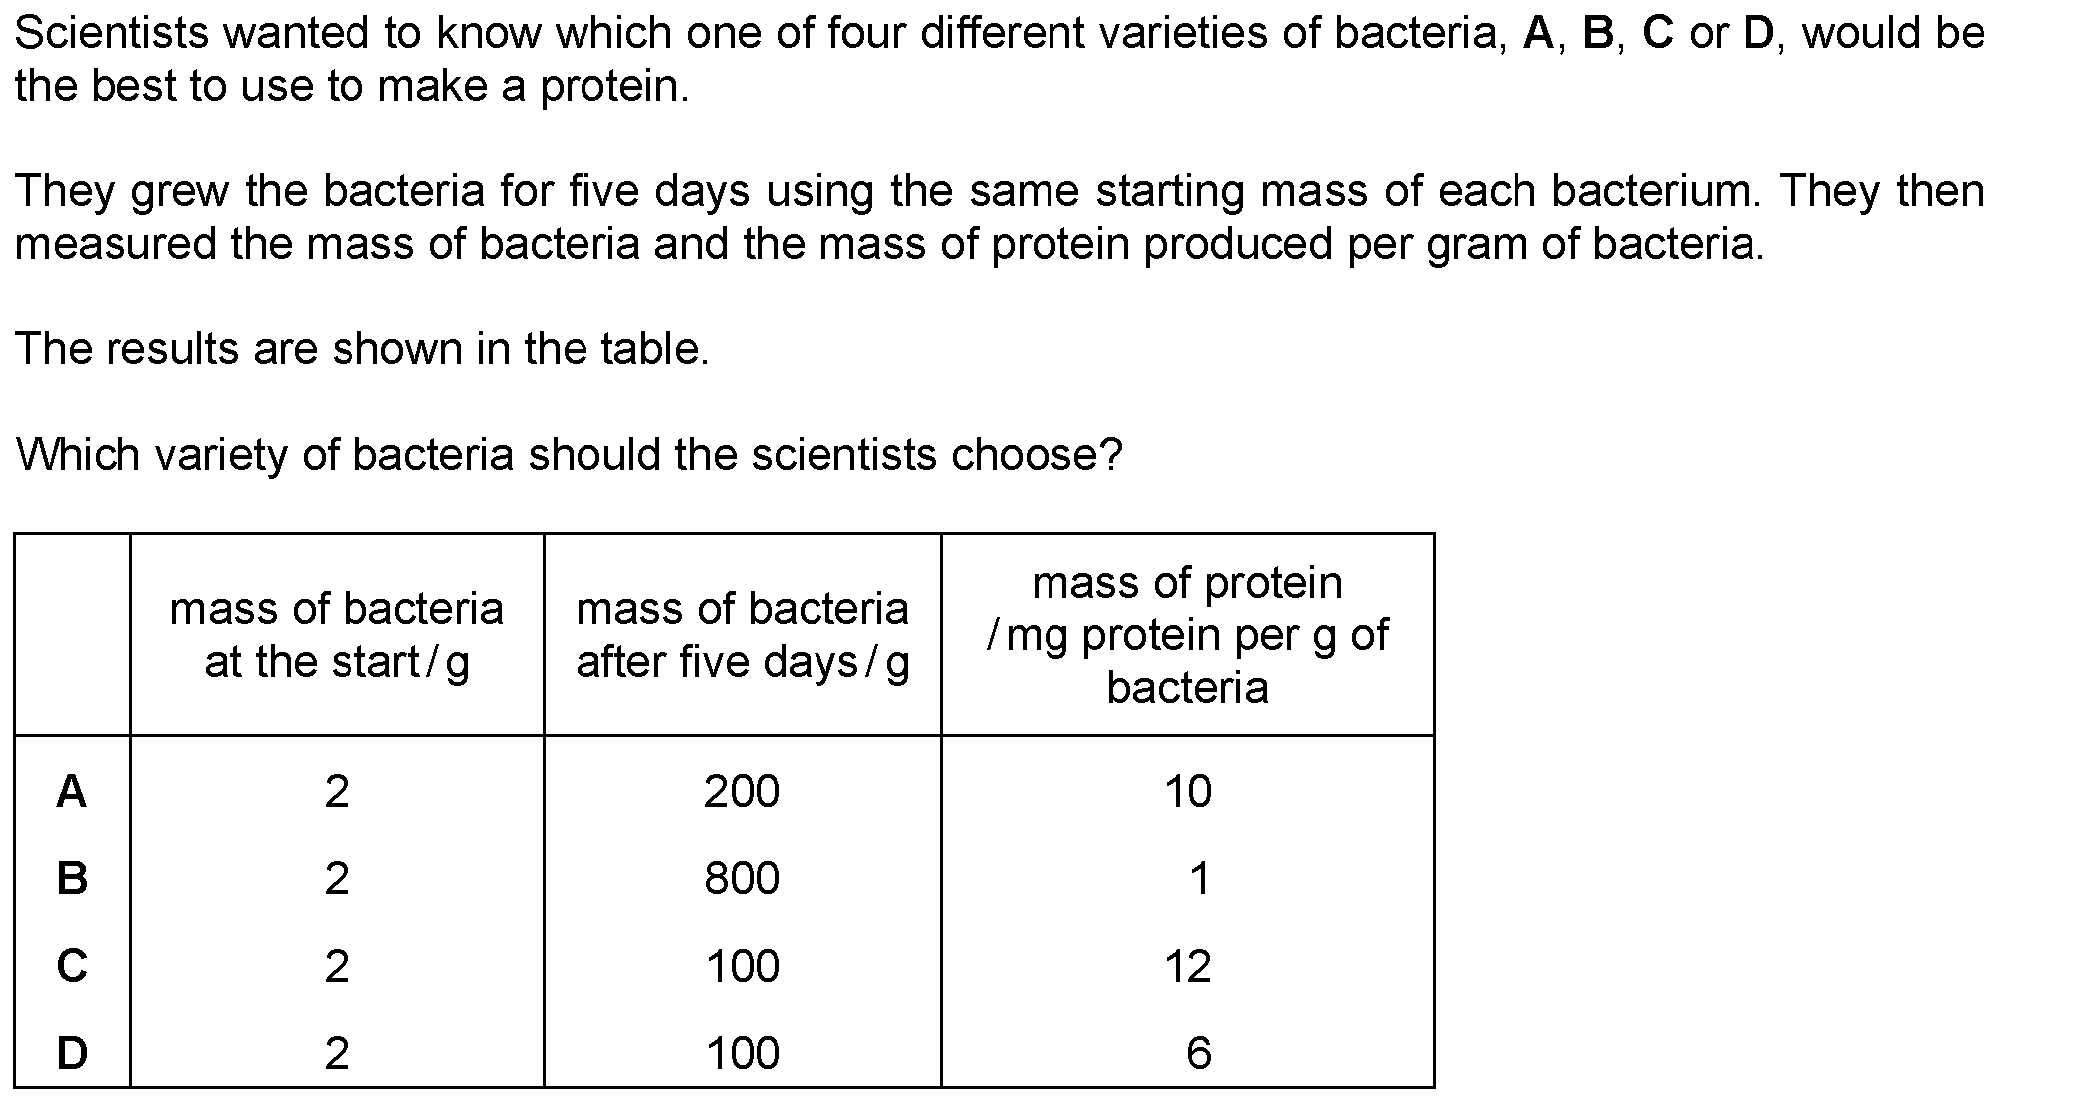 Scientists wanted to know which one of four different varieties of bacteria, A, B, C or D, would be
the best to use to make a protein.
They grew the bacteria for five days using the same starting mass of each bacterium. They then
measured the mass of bacteria and the mass of protein produced per gram of bacteria.
The results are shown in the table.
Which variety of bacteria should the scientists choose?
mass of bacteria
at the start / g
mass of bacteria
after five days / g
mass of protein
/ mg protein per g of
bacteria
A 2 200 10
B 2 800 1
C 2 100 12
D 2 100 6